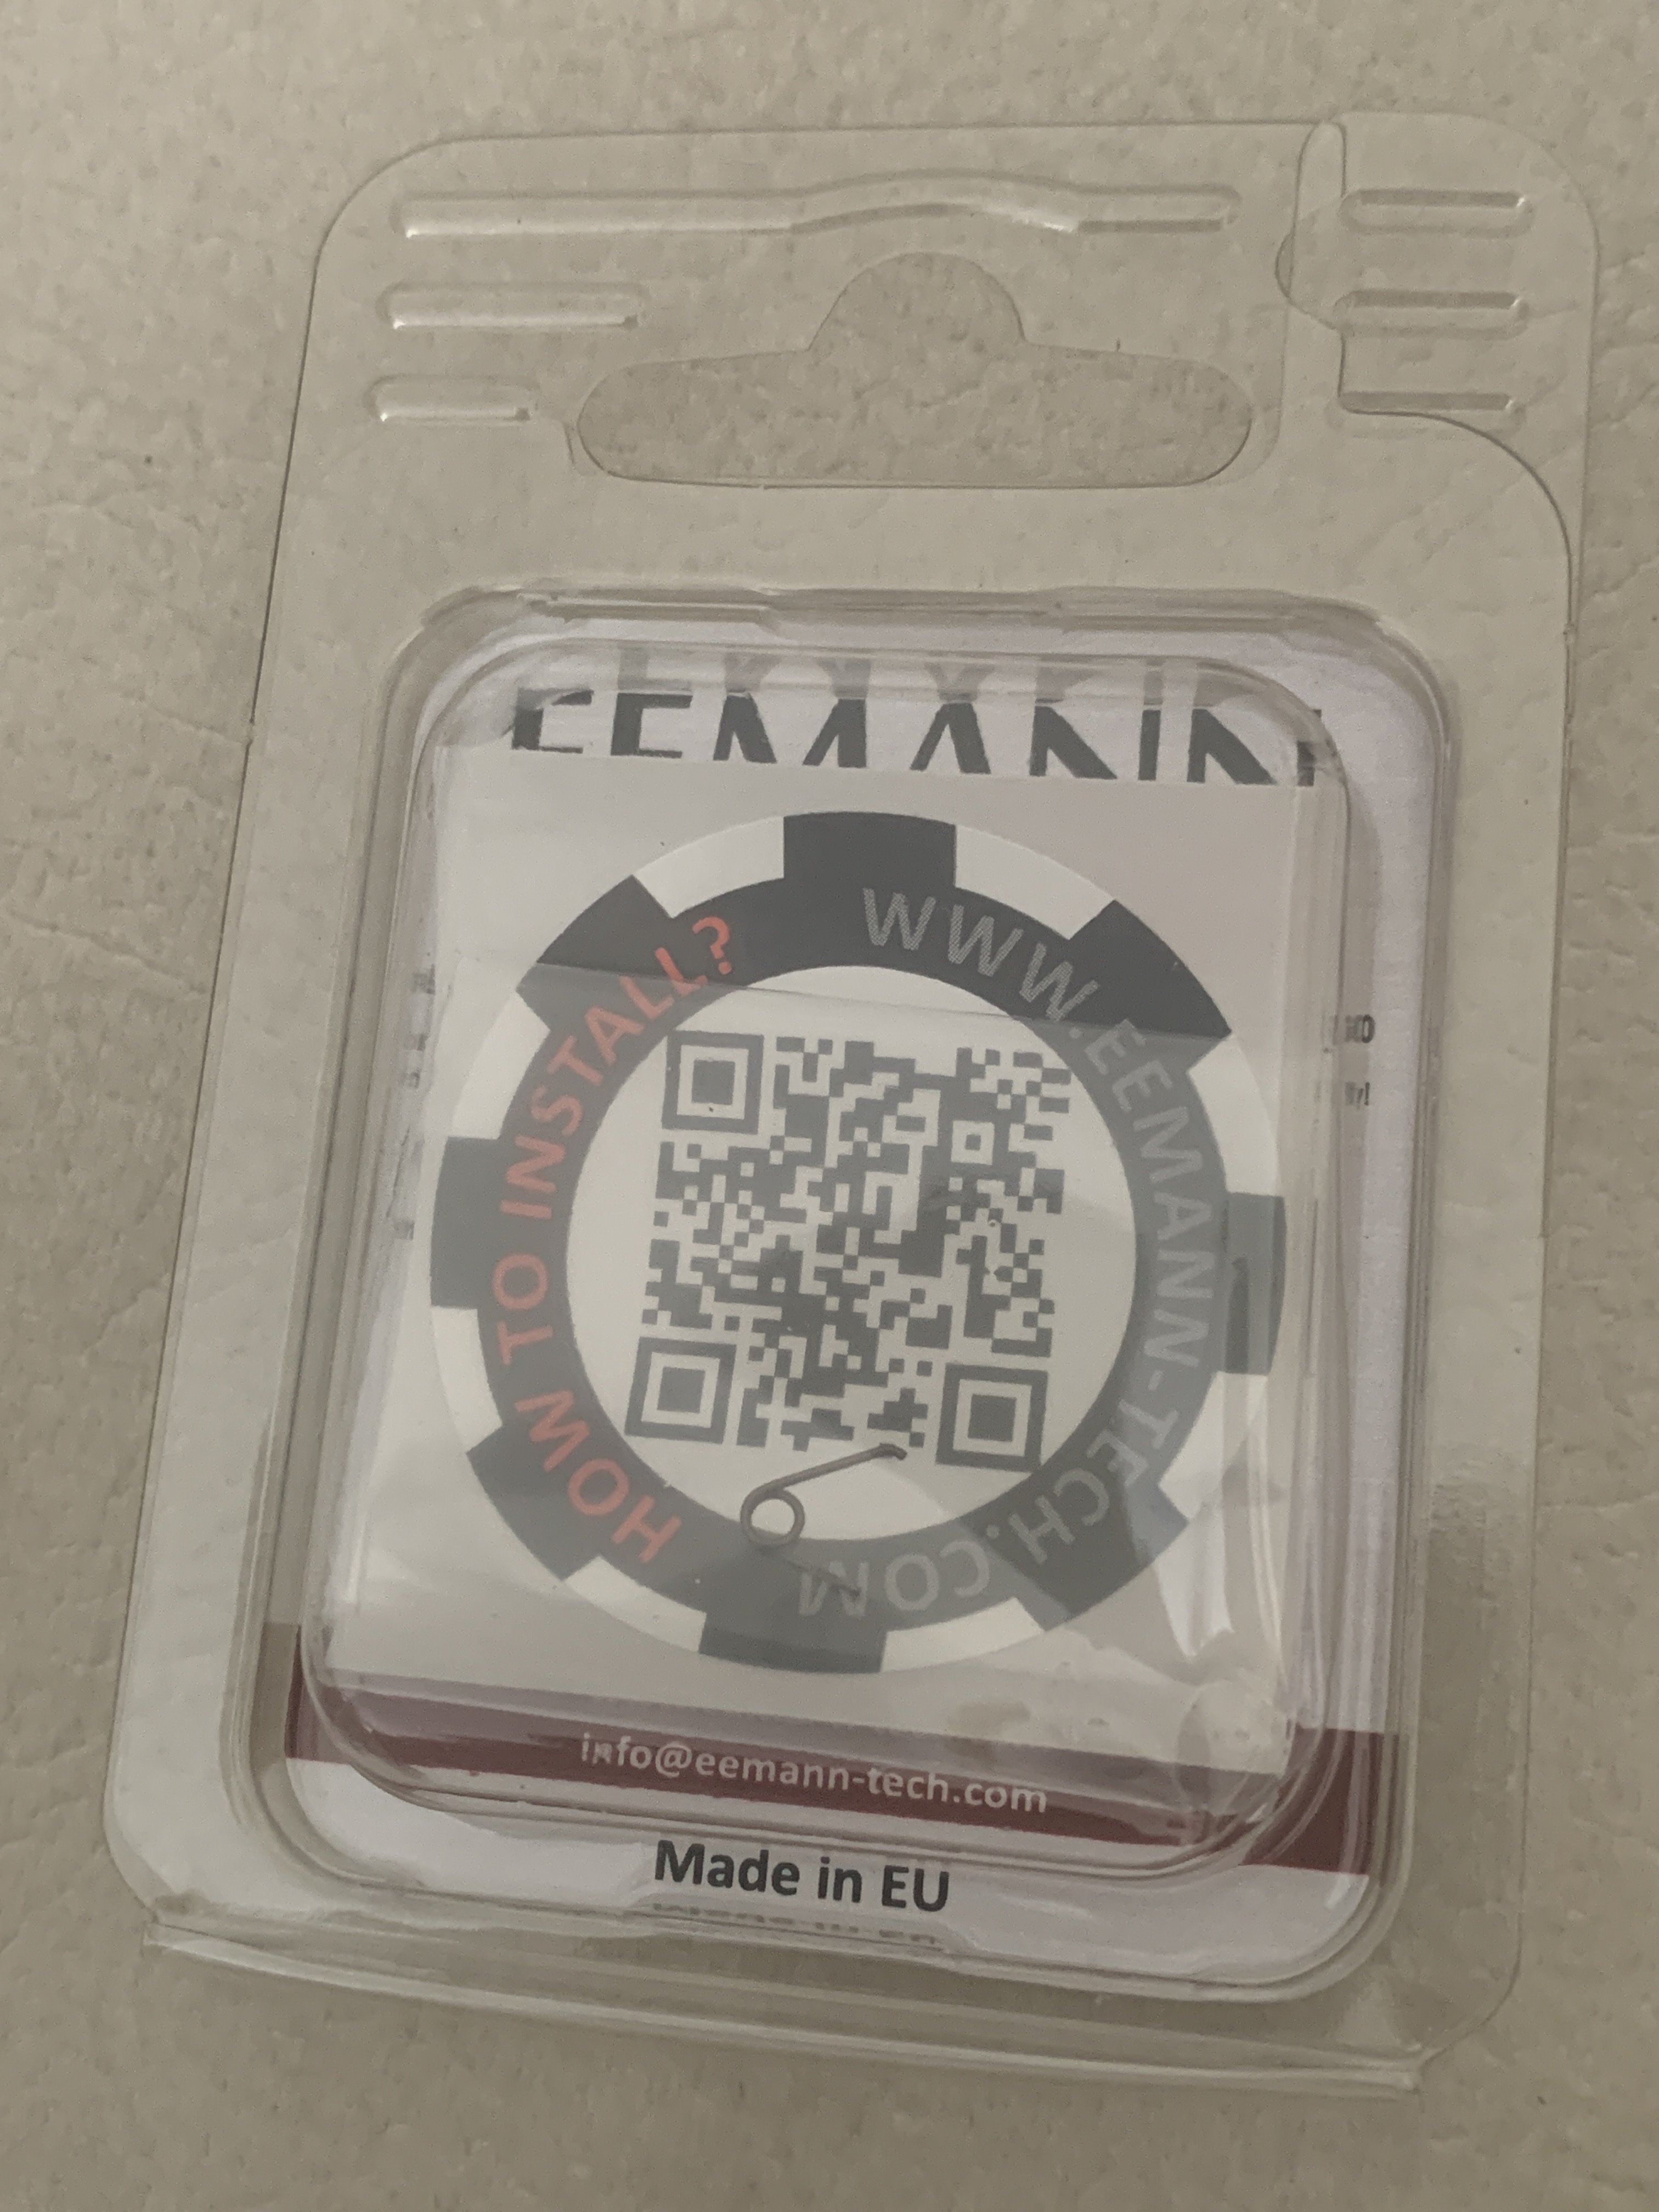 HOW TO INSTALL?
WWW.EEMANN-TECH.COM
info@eemann-tech.com
Made in EU